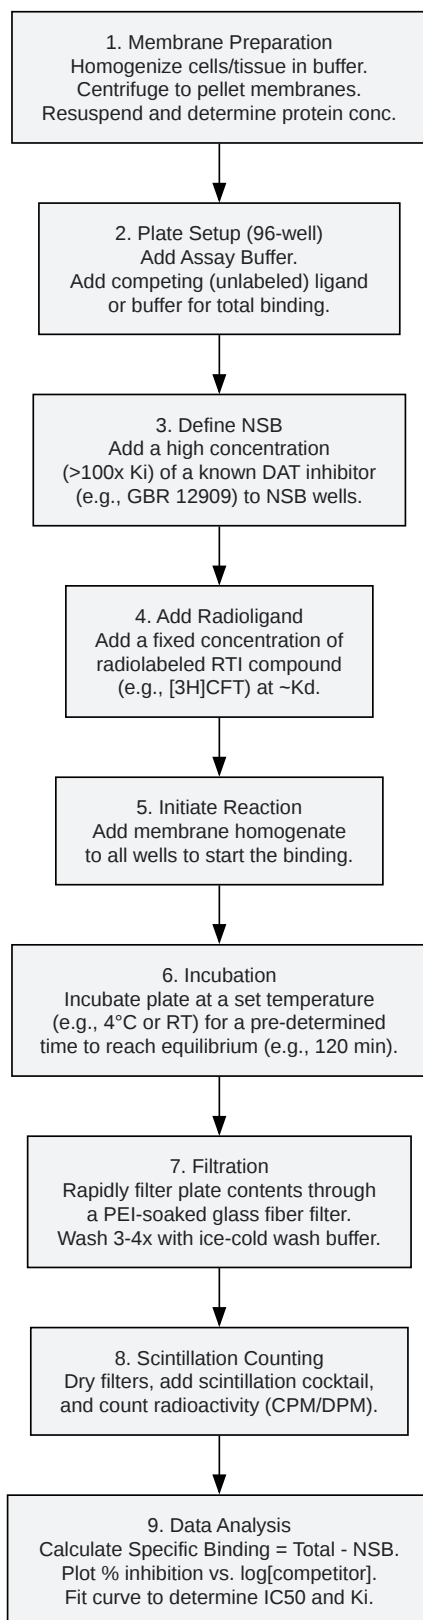 1. Membrane Preparation
Homogenize cells/tissue in buffer.
Centrifuge to pellet membranes.
Resuspend and determine protein conc.
2. Plate Setup (96-well)
Add Assay Buffer.
Add competing (unlabeled) ligand
or buffer for total binding.
3. Define NSB
Add a high concentration
(>100x Ki) of a known DAT inhibitor
(e.g., GBR 12909) to NSB wells.
4. Add Radioligand
Add a fixed concentration of
radiolabeled RTI compound
(e.g., [3H]CFT) at ~Kd.
5. Initiate Reaction
Add membrane homogenate
to all wells to start the binding.
6. Incubation
Incubate plate at a set temperature
(e.g., 4°C or RT) for a pre-determined
time to reach equilibrium (e.g., 120 min).
7. Filtration
Rapidly filter plate contents through
a PEI-soaked glass fiber filter.
Wash 3-4x with ice-cold wash buffer.
8. Scintillation Counting
Dry filters, add scintillation cocktail,
and count radioactivity (CPM/DPM).
9. Data Analysis
Calculate Specific Binding = Total - NSB.
Plot % inhibition vs. log[competitor].
Fit curve to determine IC50 and Ki.